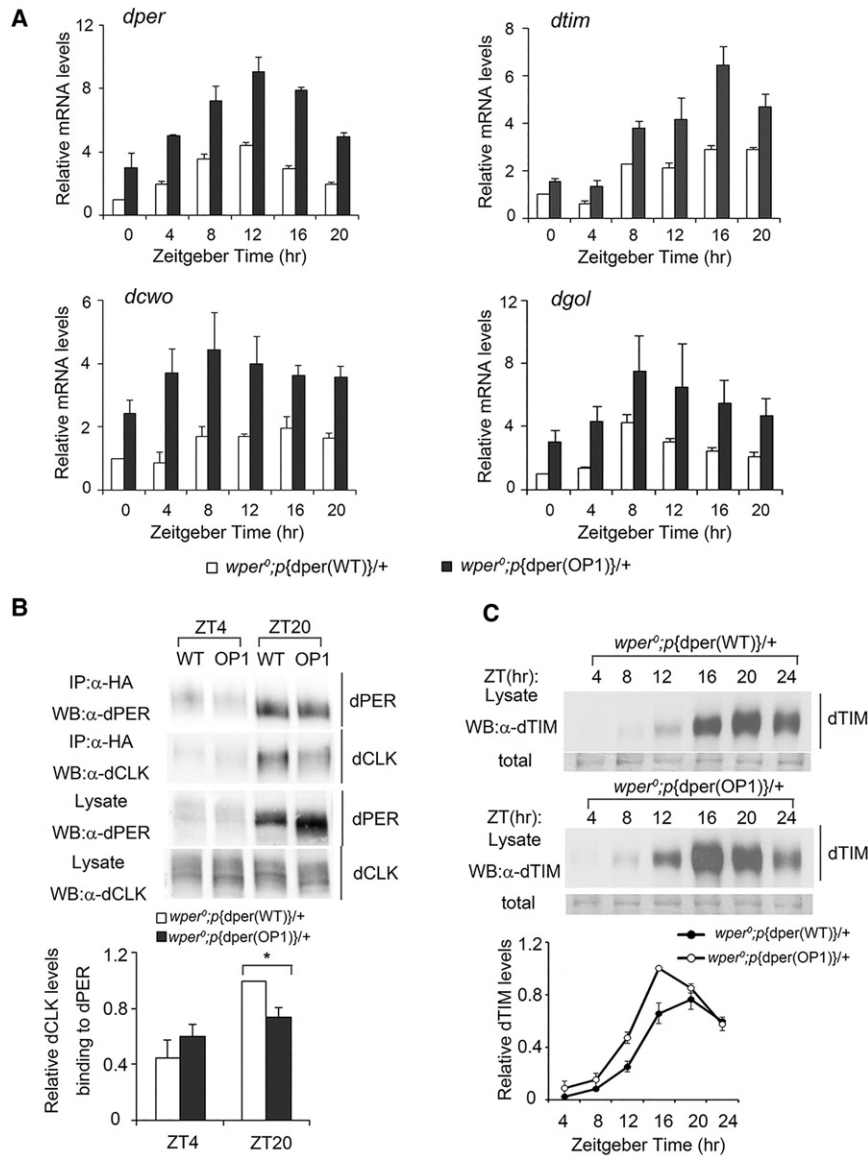 A
dper
Relative mRNA levels
12
8
4
0
0 4 8 12 16 20
Zeitgeber Time (hr)
dtim
Relative mRNA levels
8
6
4
2
0
0 4 8 12 16 20
Zeitgeber Time (hr)
dcwo
Relative mRNA levels
6
4
2
0
0 4 8 12 16 20
Zeitgeber Time (hr)
dgol
Relative mRNA levels
12
8
4
0
0 4 8 12 16 20
Zeitgeber Time (hr)
wper⁰;p{dper(WT)}/+
wper⁰;p{dper(OP1)}/+
B
ZT4 ZT20
WT OP1 WT OP1
IP:α-HA
WB:α-dPER
dPER
IP:α-HA
WB:α-dCLK
dCLK
Lysate
WB:α-dPER
dPER
Lysate
WB:α-dCLK
dCLK
wper⁰;p{dper(WT)}/+
wper⁰;p{dper(OP1)}/+
Relative dCLK levels
binding to dPER
1.2
0.8
0.4
0
*
ZT4 ZT20
C
wper⁰;p{dper(WT)}/+
ZT(hr): 4 8 12 16 20 24
Lysate
WB:α-dTIM
dTIM
total
wper⁰;p{dper(OP1)}/+
ZT(hr): 4 8 12 16 20 24
Lysate
WB:α-dTIM
dTIM
total
wper⁰;p{dper(WT)}/+
wper⁰;p{dper(OP1)}/+
Relative dTIM levels
1.2
0.8
0.4
0
4 8 12 16 20 24
Zeitgeber Time (hr)